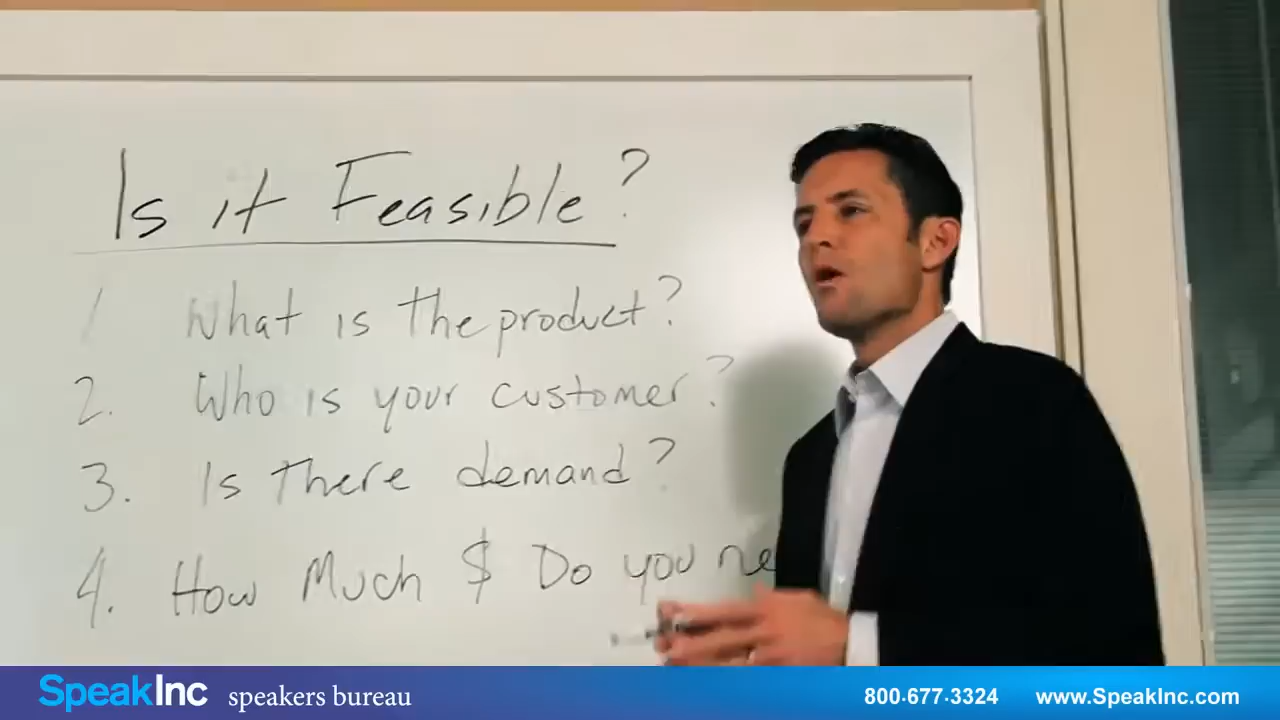 Is it Feasible?
1 What is the product?
2. Who is your customer?
3. Is there demand?
4. How Much $ Do you ne
SpeakInc speakers bureau 800-677-3324 www.SpeakInc.com